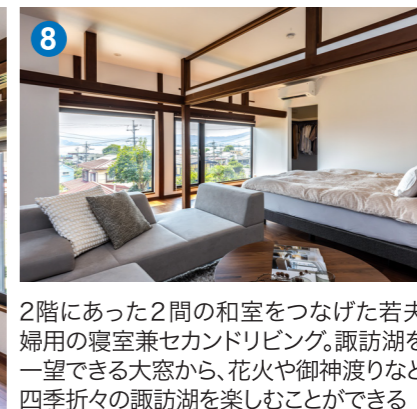 8
2階にあった2間の和室をつなげた若夫
婦用の寝室兼セカンドリビング。諏訪湖を
一望できる大窓から、花火や御神渡りなど
四季折々の諏訪湖を楽しむことができる